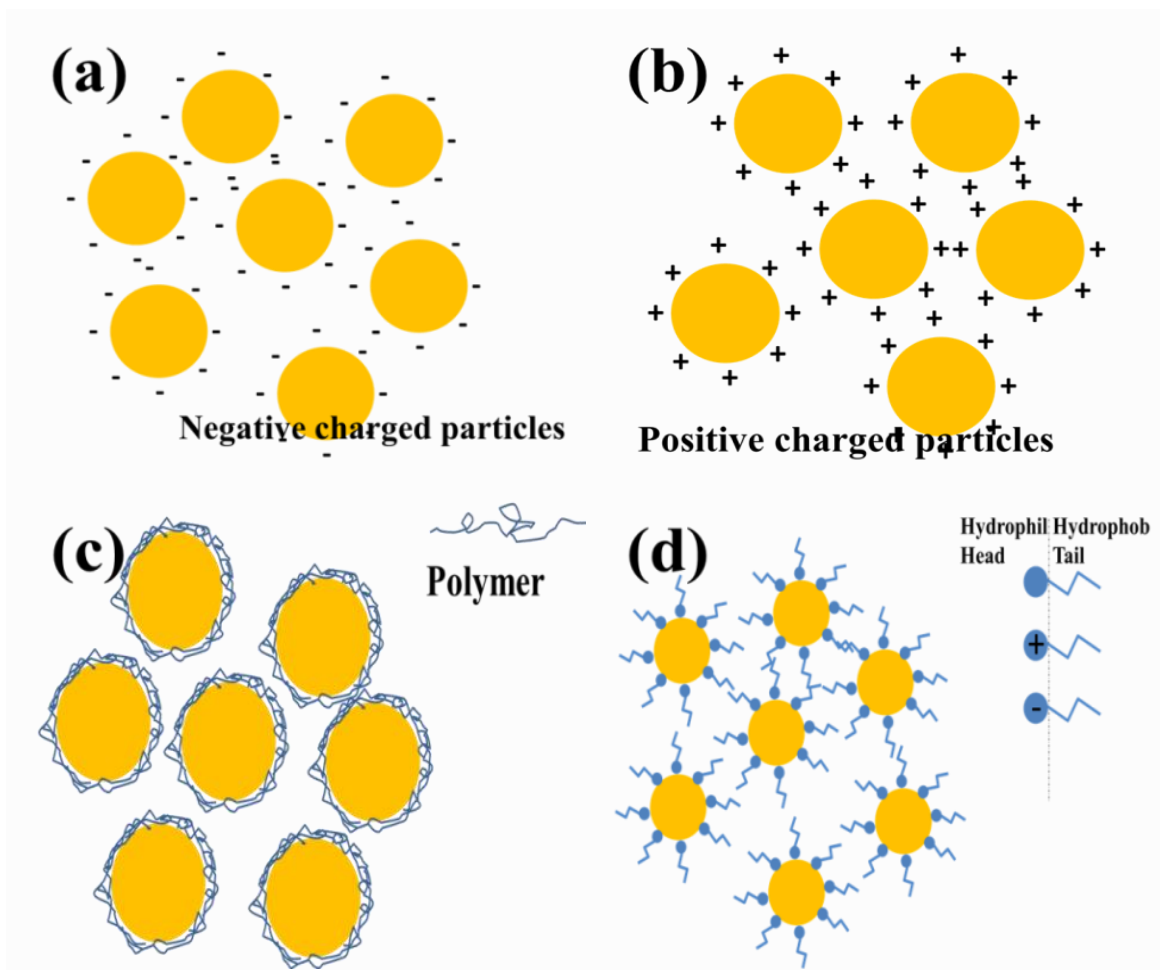 (a)
Negative charged particles
(b)
Positive charged particles
(c)
Polymer
(d)
Hydrophil Hydrophob
Head Tail
+
-